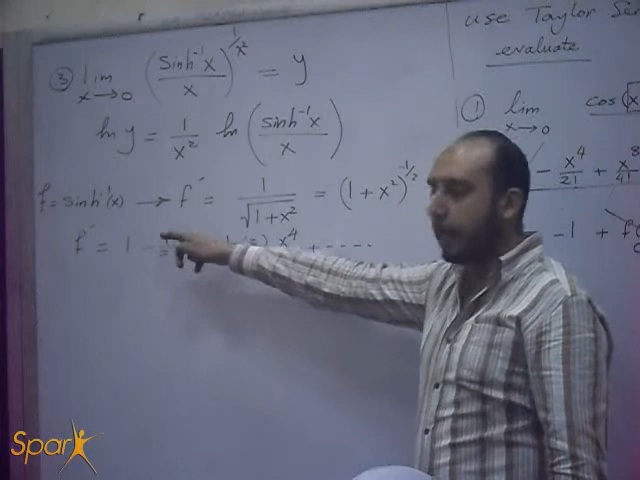 ③ lim x→0 (sinh⁻¹x / x)^(1/x²) = y
ln y = 1/x² ln (sinh⁻¹x / x)
f = sinh⁻¹(x) → f′ = 1/√(1+x²) = (1+x²)^(-1/2)
f′ = 1 - x⁴ + -----
use Taylor Ser
evaluate
① lim x→0 cos
- x⁴/2! + x⁸
-1 +
Spark